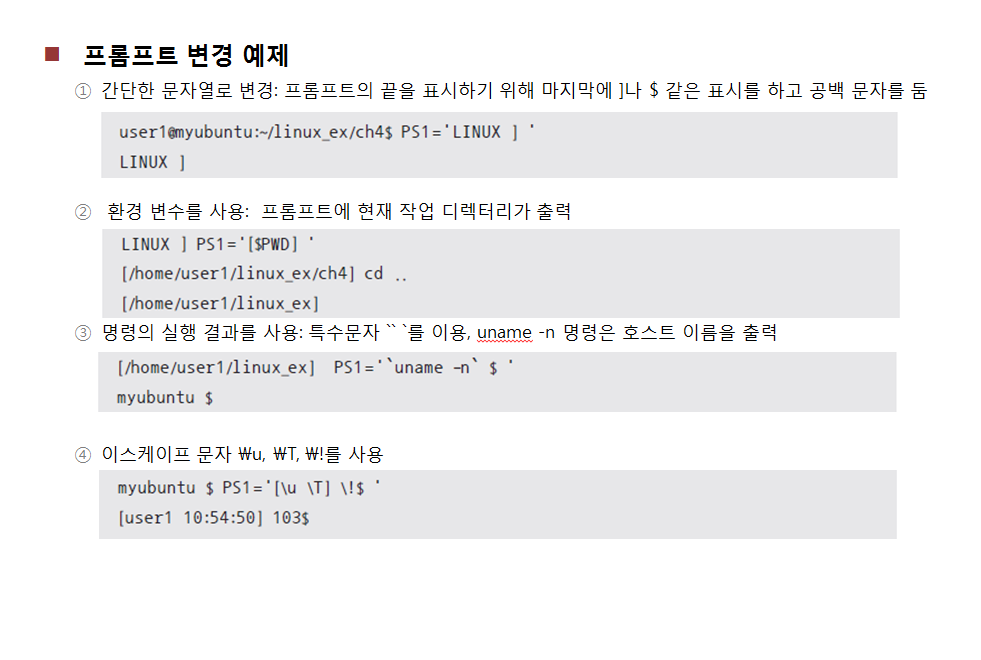 ■ 프롬프트 변경 예제
① 간단한 문자열로 변경: 프롬프트의 끝을 표시하기 위해 마지막에 ]나 $ 같은 표시를 하고 공백 문자를 둠
user1@myubuntu:~/linux_ex/ch4$ PS1='LINUX ] '
LINUX ]
② 환경 변수를 사용: 프롬프트에 현재 작업 디렉터리가 출력
LINUX ] PS1='[$PWD] '
[/home/user1/linux_ex/ch4] cd ..
[/home/user1/linux_ex]
③ 명령의 실행 결과를 사용: 특수문자 `` `를 이용, uname -n 명령은 호스트 이름을 출력
[/home/user1/linux_ex] PS1='`uname -n` $ '
myubuntu $
④ 이스케이프 문자 ₩u, ₩T, ₩!를 사용
myubuntu $ PS1='[\u \T] \!$ '
[user1 10:54:50] 103$